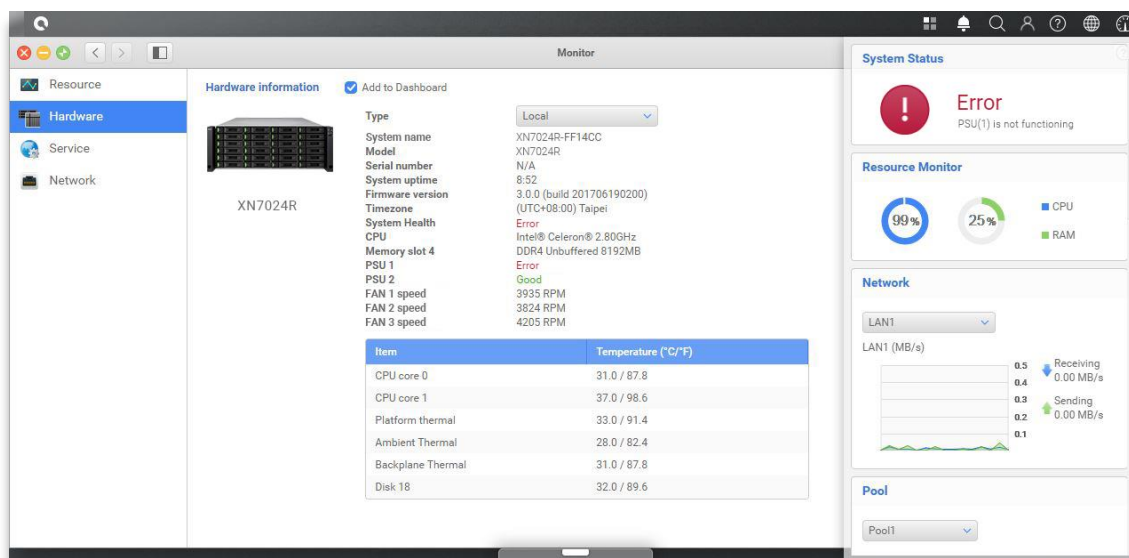 Monitor
Resource
Hardware
Service
Network
Hardware information
Add to Dashboard
XN7024R
Type Local
System name XN7024R-FF14CC
Model XN7024R
Serial number N/A
System uptime 8:52
Firmware version 3.0.0 (build 201706190200)
Timezone (UTC+08:00) Taipei
System Health Error
CPU Intel® Celeron® 2.80GHz
Memory slot 4 DDR4 Unbuffered 8192MB
PSU 1 Error
PSU 2 Good
FAN 1 speed 3935 RPM
FAN 2 speed 3824 RPM
FAN 3 speed 4205 RPM
Item Temperature (°C/°F)
CPU core 0 31.0 / 87.8
CPU core 1 37.0 / 98.6
Platform thermal 33.0 / 91.4
Ambient Thermal 28.0 / 82.4
Backplane Thermal 31.0 / 87.8
Disk 18 32.0 / 89.6
System Status
Error
PSU(1) is not functioning
Resource Monitor
99%
25%
CPU
RAM
Network
LAN1
LAN1 (MB/s)
0.5
0.4
0.3
0.2
0.1
Receiving
0.00 MB/s
Sending
0.00 MB/s
Pool
Pool1